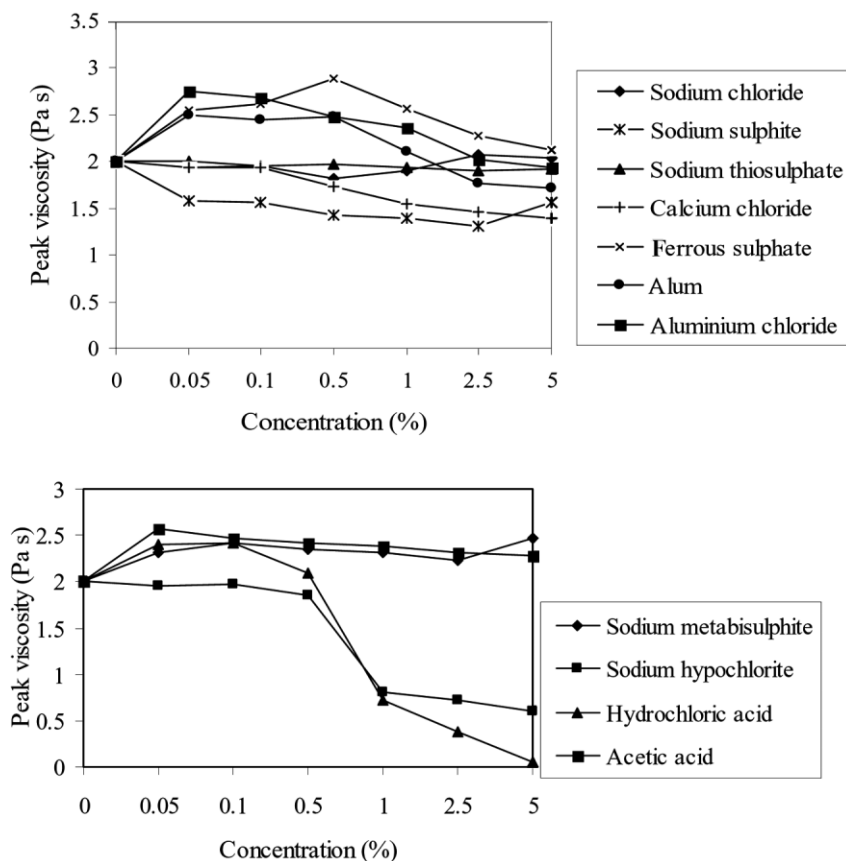 3.5
3
2.5
2
1.5
1
0.5
0
Peak viscosity (Pa s)
0 0.05 0.1 0.5 1 2.5 5
Concentration (%)
Sodium chloride
Sodium sulphite
Sodium thiosulphate
Calcium chloride
Ferrous sulphate
Alum
Aluminium chloride
3
2.5
2
1.5
1
0.5
0
Peak viscosity (Pa s)
0 0.05 0.1 0.5 1 2.5 5
Concentration (%)
Sodium metabisulphite
Sodium hypochlorite
Hydrochloric acid
Acetic acid